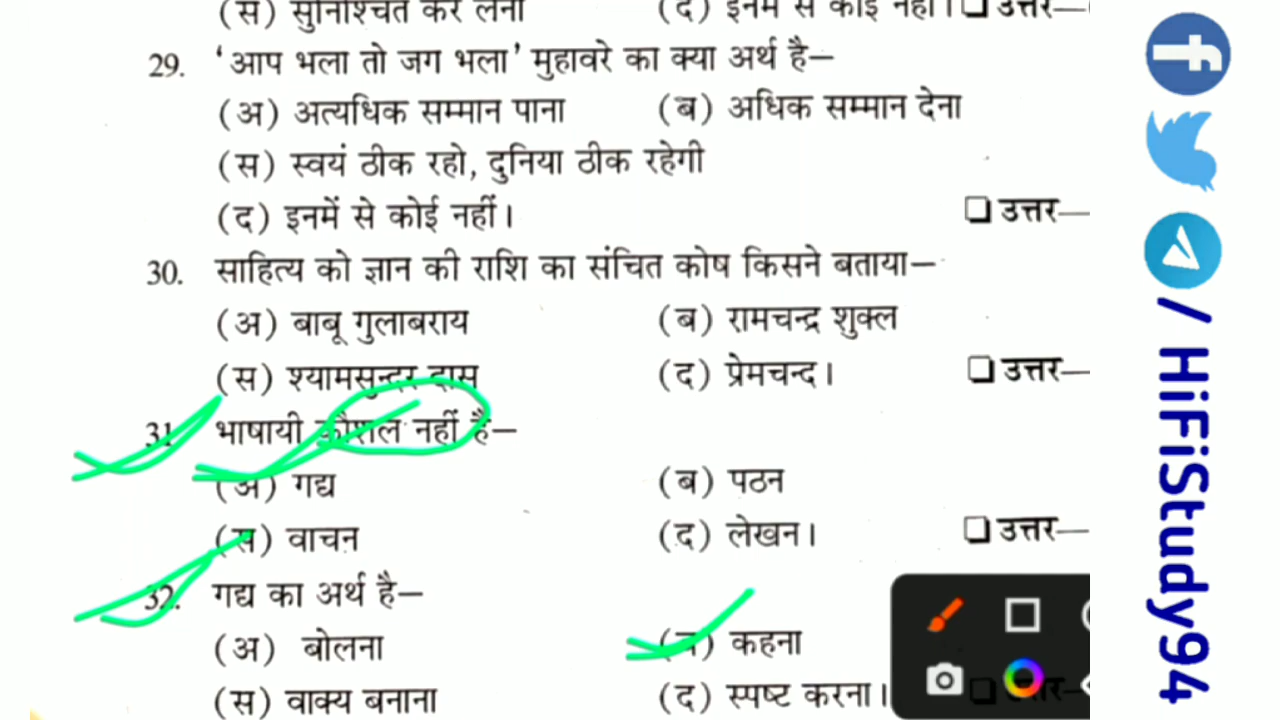 (स) सुनिश्चित कर लेना (द) इनमें से कोई नहीं। ❑ उत्तर—
29. ‘आप भला तो जग भला’ मुहावरे का क्या अर्थ है—
(अ) अत्यधिक सम्मान पाना (ब) अधिक सम्मान देना
(स) स्वयं ठीक रहो, दुनिया ठीक रहेगी
(द) इनमें से कोई नहीं। ❑ उत्तर—
30. साहित्य को ज्ञान की राशि का संचित कोष किसने बताया—
(अ) बाबू गुलाबराय (ब) रामचन्द्र शुक्ल
(स) श्यामसुन्दर दास (द) प्रेमचन्द। ❑ उत्तर—
31. भाषायी कौशल नहीं है—
(अ) गद्य (ब) पठन
(स) वाचन (द) लेखन। ❑ उत्तर—
32. गद्य का अर्थ है—
(अ) बोलना (ब) कहना
(स) वाक्य बनाना (द) स्पष्ट करना।
/ HiFiStudy94